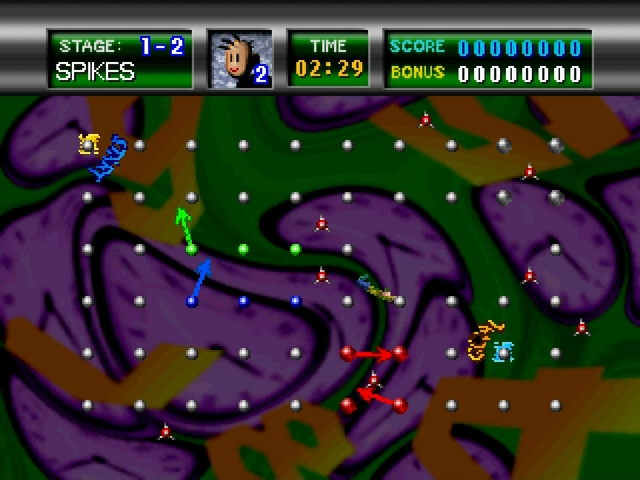 STAGE: 1-2
SPIKES
2
TIME
02:29
SCORE 00000000
BONUS 00000000